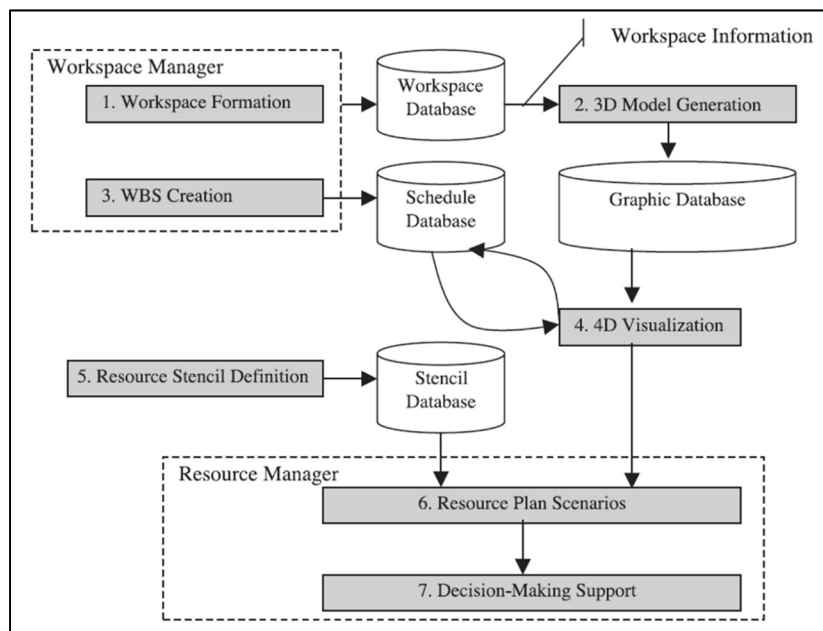 Workspace Information
Workspace Manager
1. Workspace Formation
Workspace
Database
2. 3D Model Generation
3. WBS Creation
Schedule
Database
Graphic Database
4. 4D Visualization
5. Resource Stencil Definition
Stencil
Database
Resource Manager
6. Resource Plan Scenarios
7. Decision-Making Support